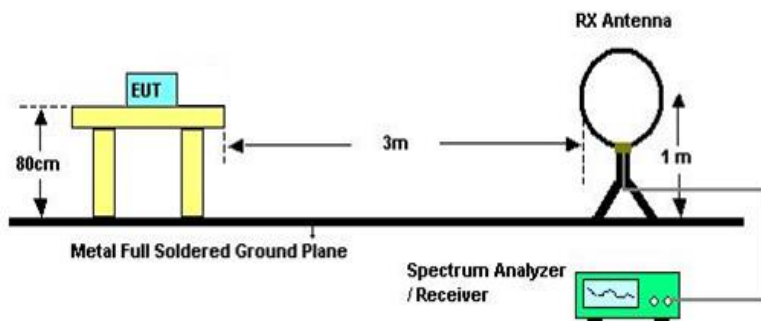 RX Antenna
EUT
3m
80cm
1 m
Metal Full Soldered Ground Plane
Spectrum Analyzer
/ Receiver